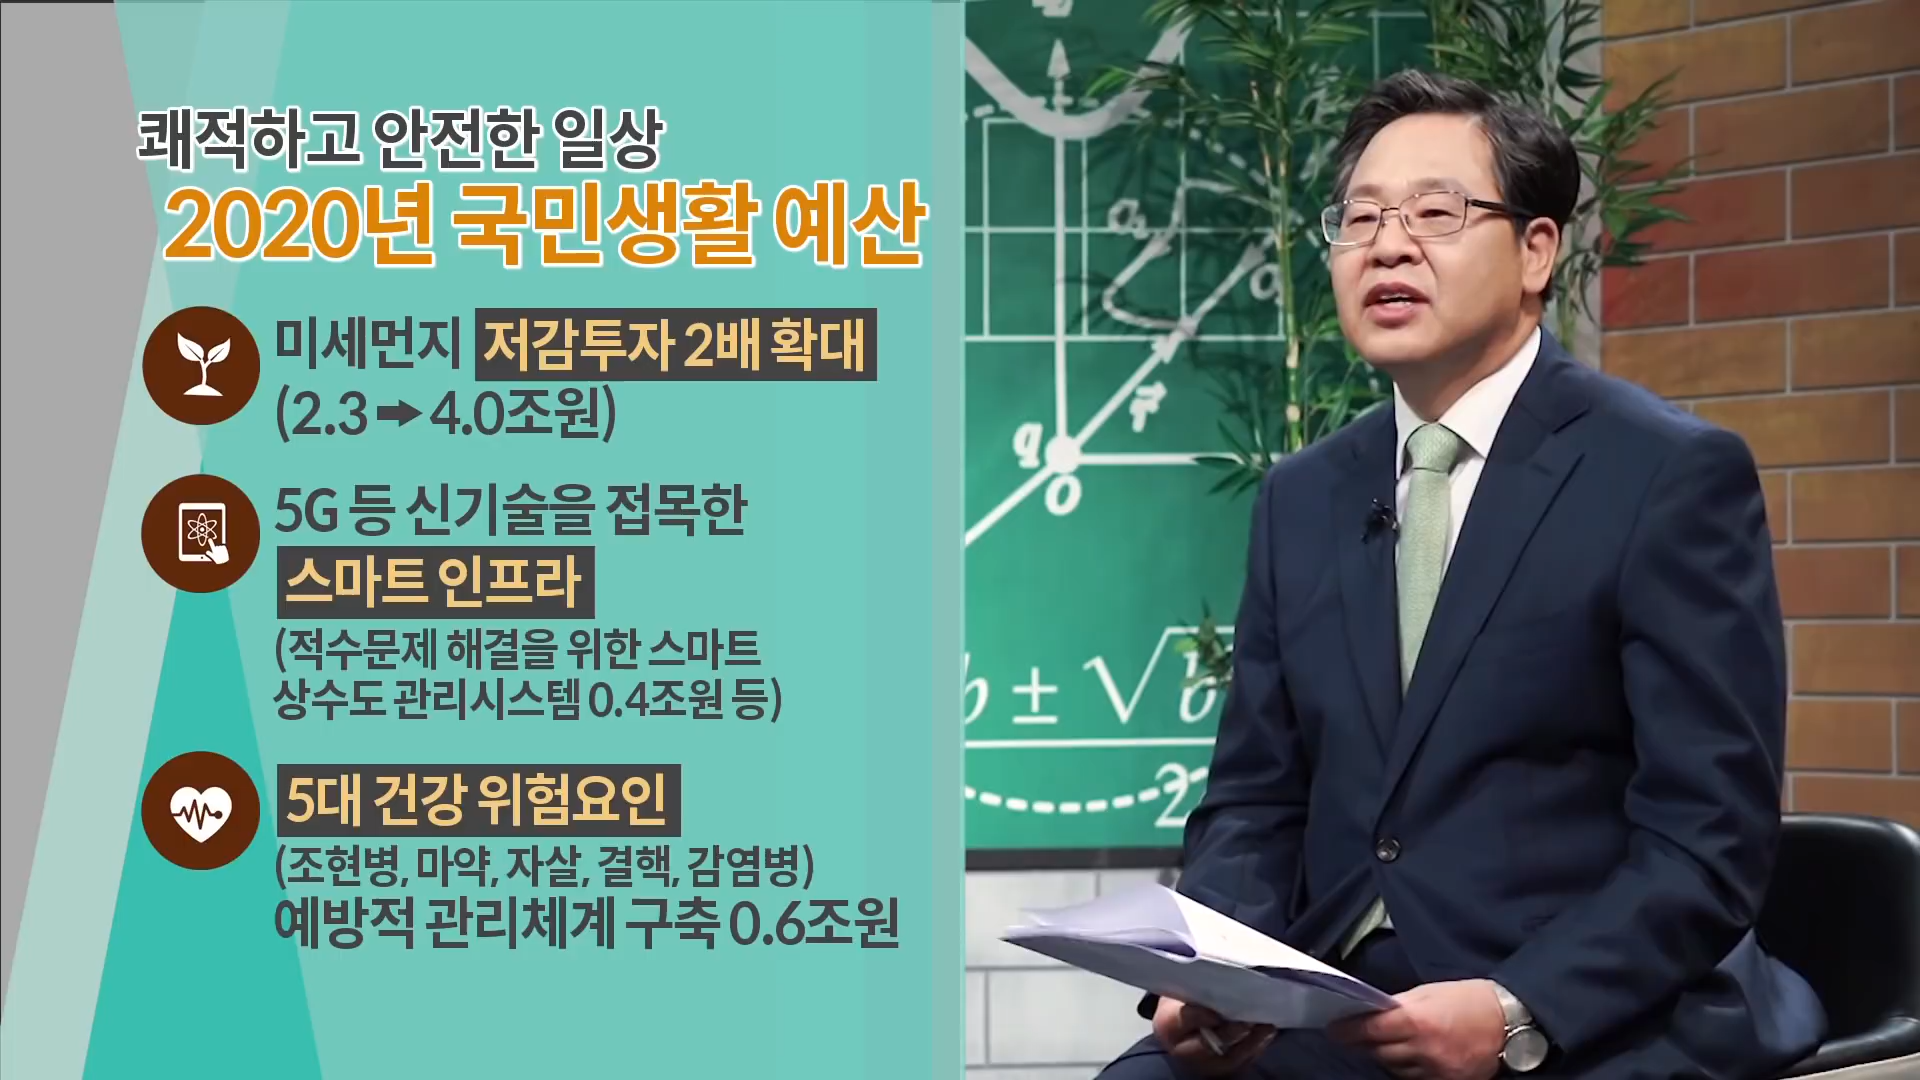 쾌적하고 안전한 일상
2020년 국민생활 예산
미세먼지 저감투자 2배 확대
(2.3 ➡ 4.0조원)
5G 등 신기술을 접목한
스마트 인프라
(적수문제 해결을 위한 스마트
상수도 관리시스템 0.4조원 등)
5대 건강 위험요인
(조현병, 마약, 자살, 결핵, 감염병)
예방적 관리체계 구축 0.6조원
q
O
b ± √b
2